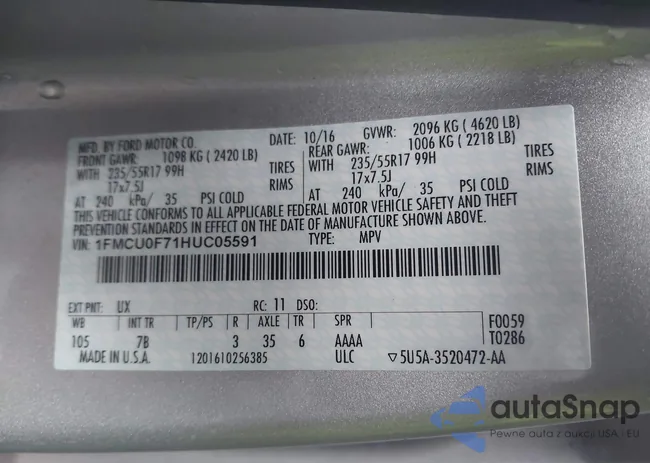 MFD. BY FORD MOTOR CO. DATE: 10/16 GVWR: 2096 KG ( 4620 LB)
FRONT GAWR: 1098 KG ( 2420 LB) REAR GAWR: 1006 KG ( 2218 LB)
WITH 235/55R17 99H TIRES WITH 235/55R17 99H TIRES
17x7.5J RIMS 17x7.5J RIMS
AT 240 kPa/ 35 PSI COLD AT 240 kPa/ 35 PSI COLD
THIS VEHICLE CONFORMS TO ALL APPLICABLE FEDERAL MOTOR VEHICLE SAFETY AND THEFT
PREVENTION STANDARDS IN EFFECT ON THE DATE OF MANUFACTURE SHOWN ABOVE.
VIN: 1FMCU0F71HUC05591 TYPE: MPV
EXT PNT: UX RC: 11 DSO:
WB INT TR TP/PS R AXLE TR SPR F0059
105 7B 3 35 6 AAAA T0286
MADE IN U.S.A. 1201610256385 ULC ▽5U5A-3520472-AA
autaSnap
Pewne auta z aukcji USA - EU